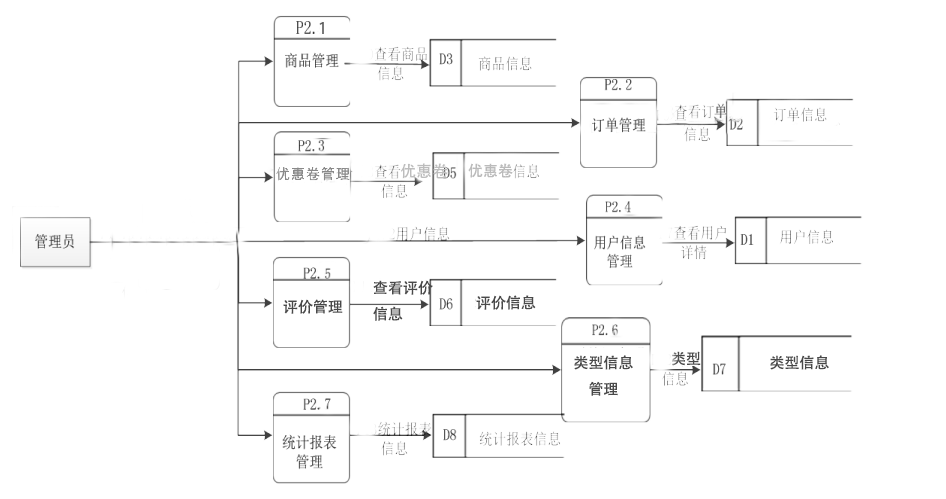 P2.1
商品管理
查看商品
信息
D3
商品信息
P2.2
订单管理
查看订单
信息
D2
订单信息
P2.3
优惠卷管理
查看优惠卷
信息
D5
优惠卷信息
管理员
用户信息
P2.4
用户信息
管理
查看用户
详情
D1
用户信息
P2.5
评价管理
查看评价
信息
D6
评价信息
P2.6
类型信息
管理
类型
信息
D7
类型信息
P2.7
统计报表
管理
统计报表
信息
D8
统计报表信息